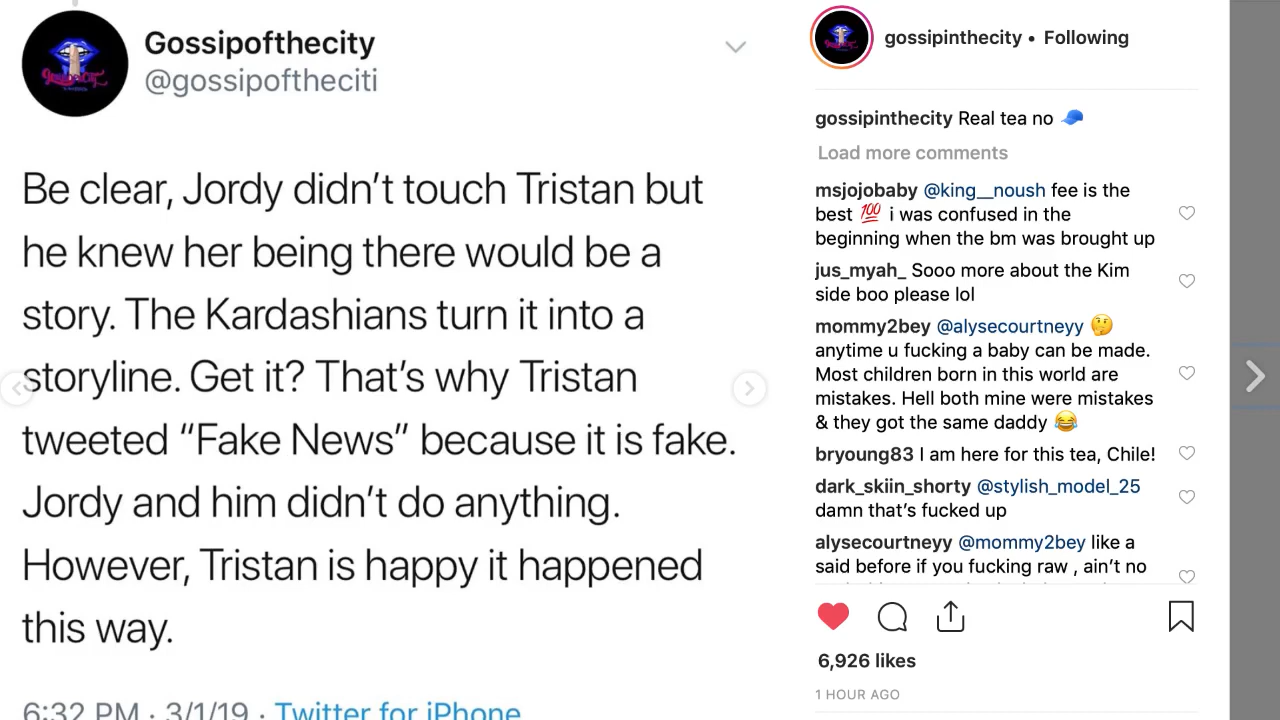 Gossipofthecity
@gossipoftheciti
Be clear, Jordy didn’t touch Tristan but
he knew her being there would be a
story. The Kardashians turn it into a
storyline. Get it? That’s why Tristan
tweeted “Fake News” because it is fake.
Jordy and him didn’t do anything.
However, Tristan is happy it happened
this way.
6:32 PM · 3/1/19 · Twitter for iPhone
gossipinthecity • Following
gossipinthecity Real tea no 🧢
Load more comments
msjojobaby @king__noush fee is the
best 💯 i was confused in the
beginning when the bm was brought up
jus_myah_ Sooo more about the Kim
side boo please lol
mommy2bey @alysecourtneyy 🤔
anytime u fucking a baby can be made.
Most children born in this world are
mistakes. Hell both mine were mistakes
& they got the same daddy 😂
bryoung83 I am here for this tea, Chile!
dark_skiin_shorty @stylish_model_25
damn that’s fucked up
alysecourtneyy @mommy2bey like a
said before if you fucking raw , ain’t no
6,926 likes
1 HOUR AGO